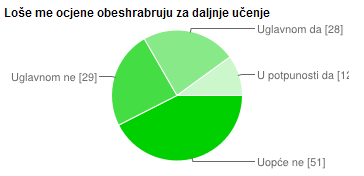 Loše me ocjene obeshrabruju za daljnje učenje
Uglavnom da [28]
Uglavnom ne [29]
U potpunosti da [12
Uopće ne [51]